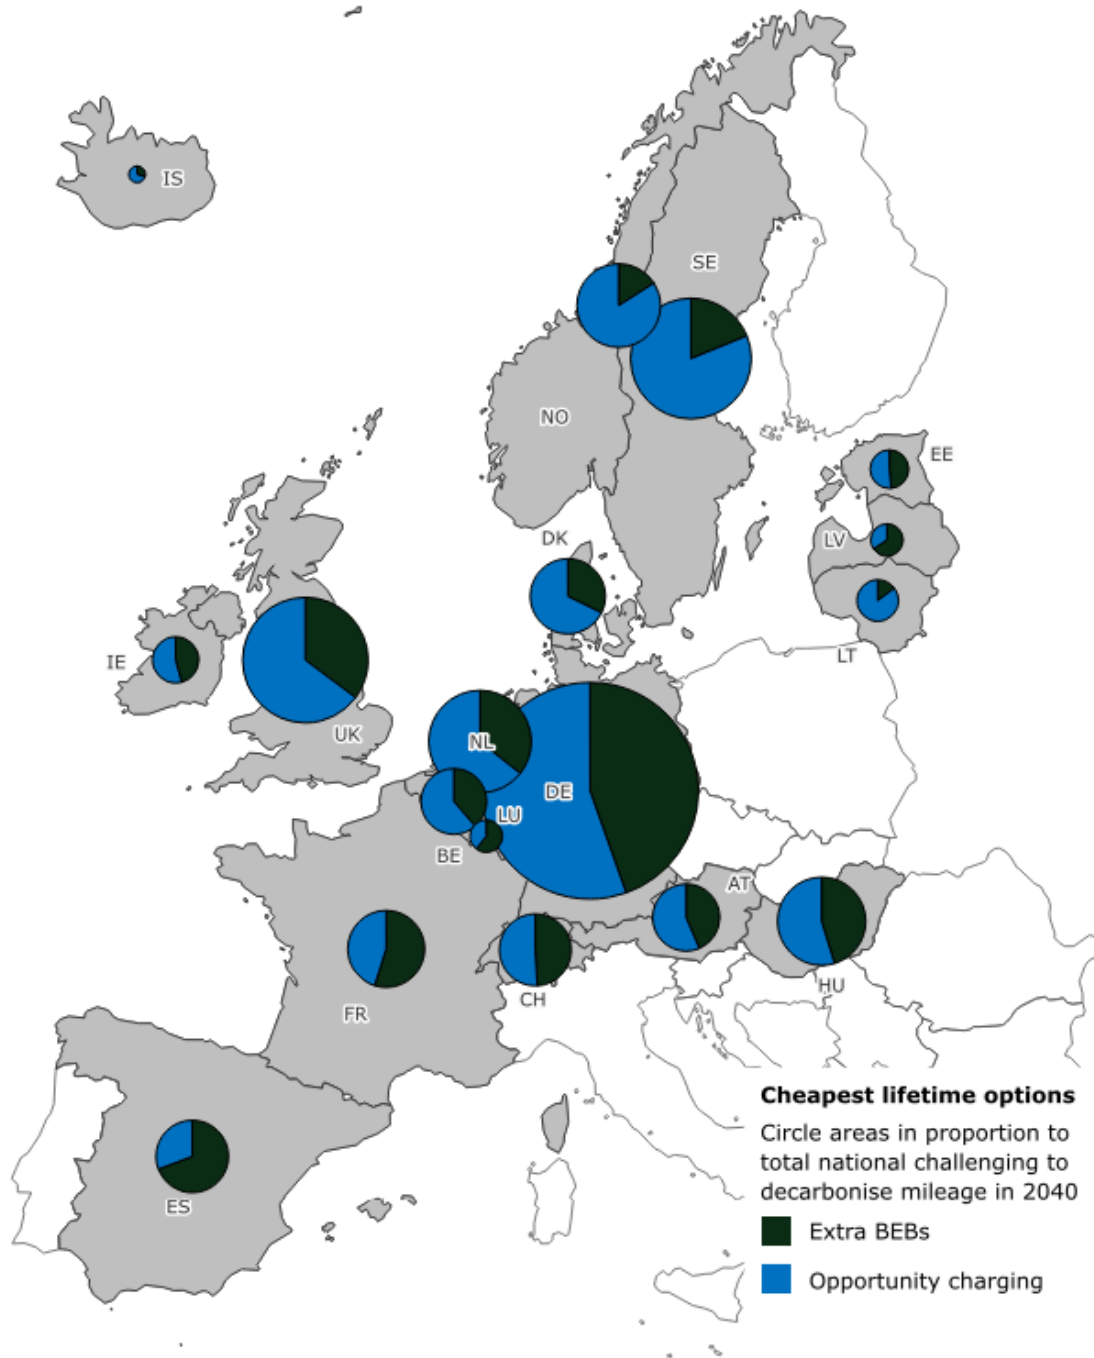 IS
SE
NO
EE
DK
LV
IE
LT
UK
NL
DE
LU
BE
AT
HU
CH
FR
ES
Cheapest lifetime options
Circle areas in proportion to
total national challenging to
decarbonise mileage in 2040
Extra BEBs
Opportunity charging